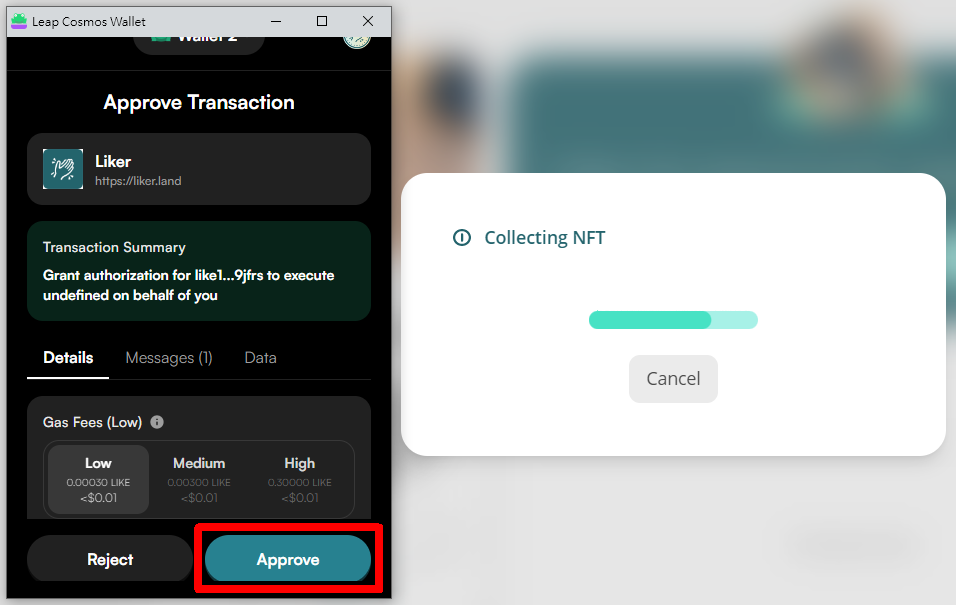 Leap Cosmos Wallet
Wallet 2
Approve Transaction
Liker
https://liker.land
Transaction Summary
Grant authorization for like1...9jfrs to execute
undefined on behalf of you
Details Messages (1) Data
Gas Fees (Low)
Low Medium High
0.00030 LIKE 0.00300 LIKE 0.30000 LIKE
<$0.01 <$0.01 <$0.01
Reject Approve
Collecting NFT
Cancel